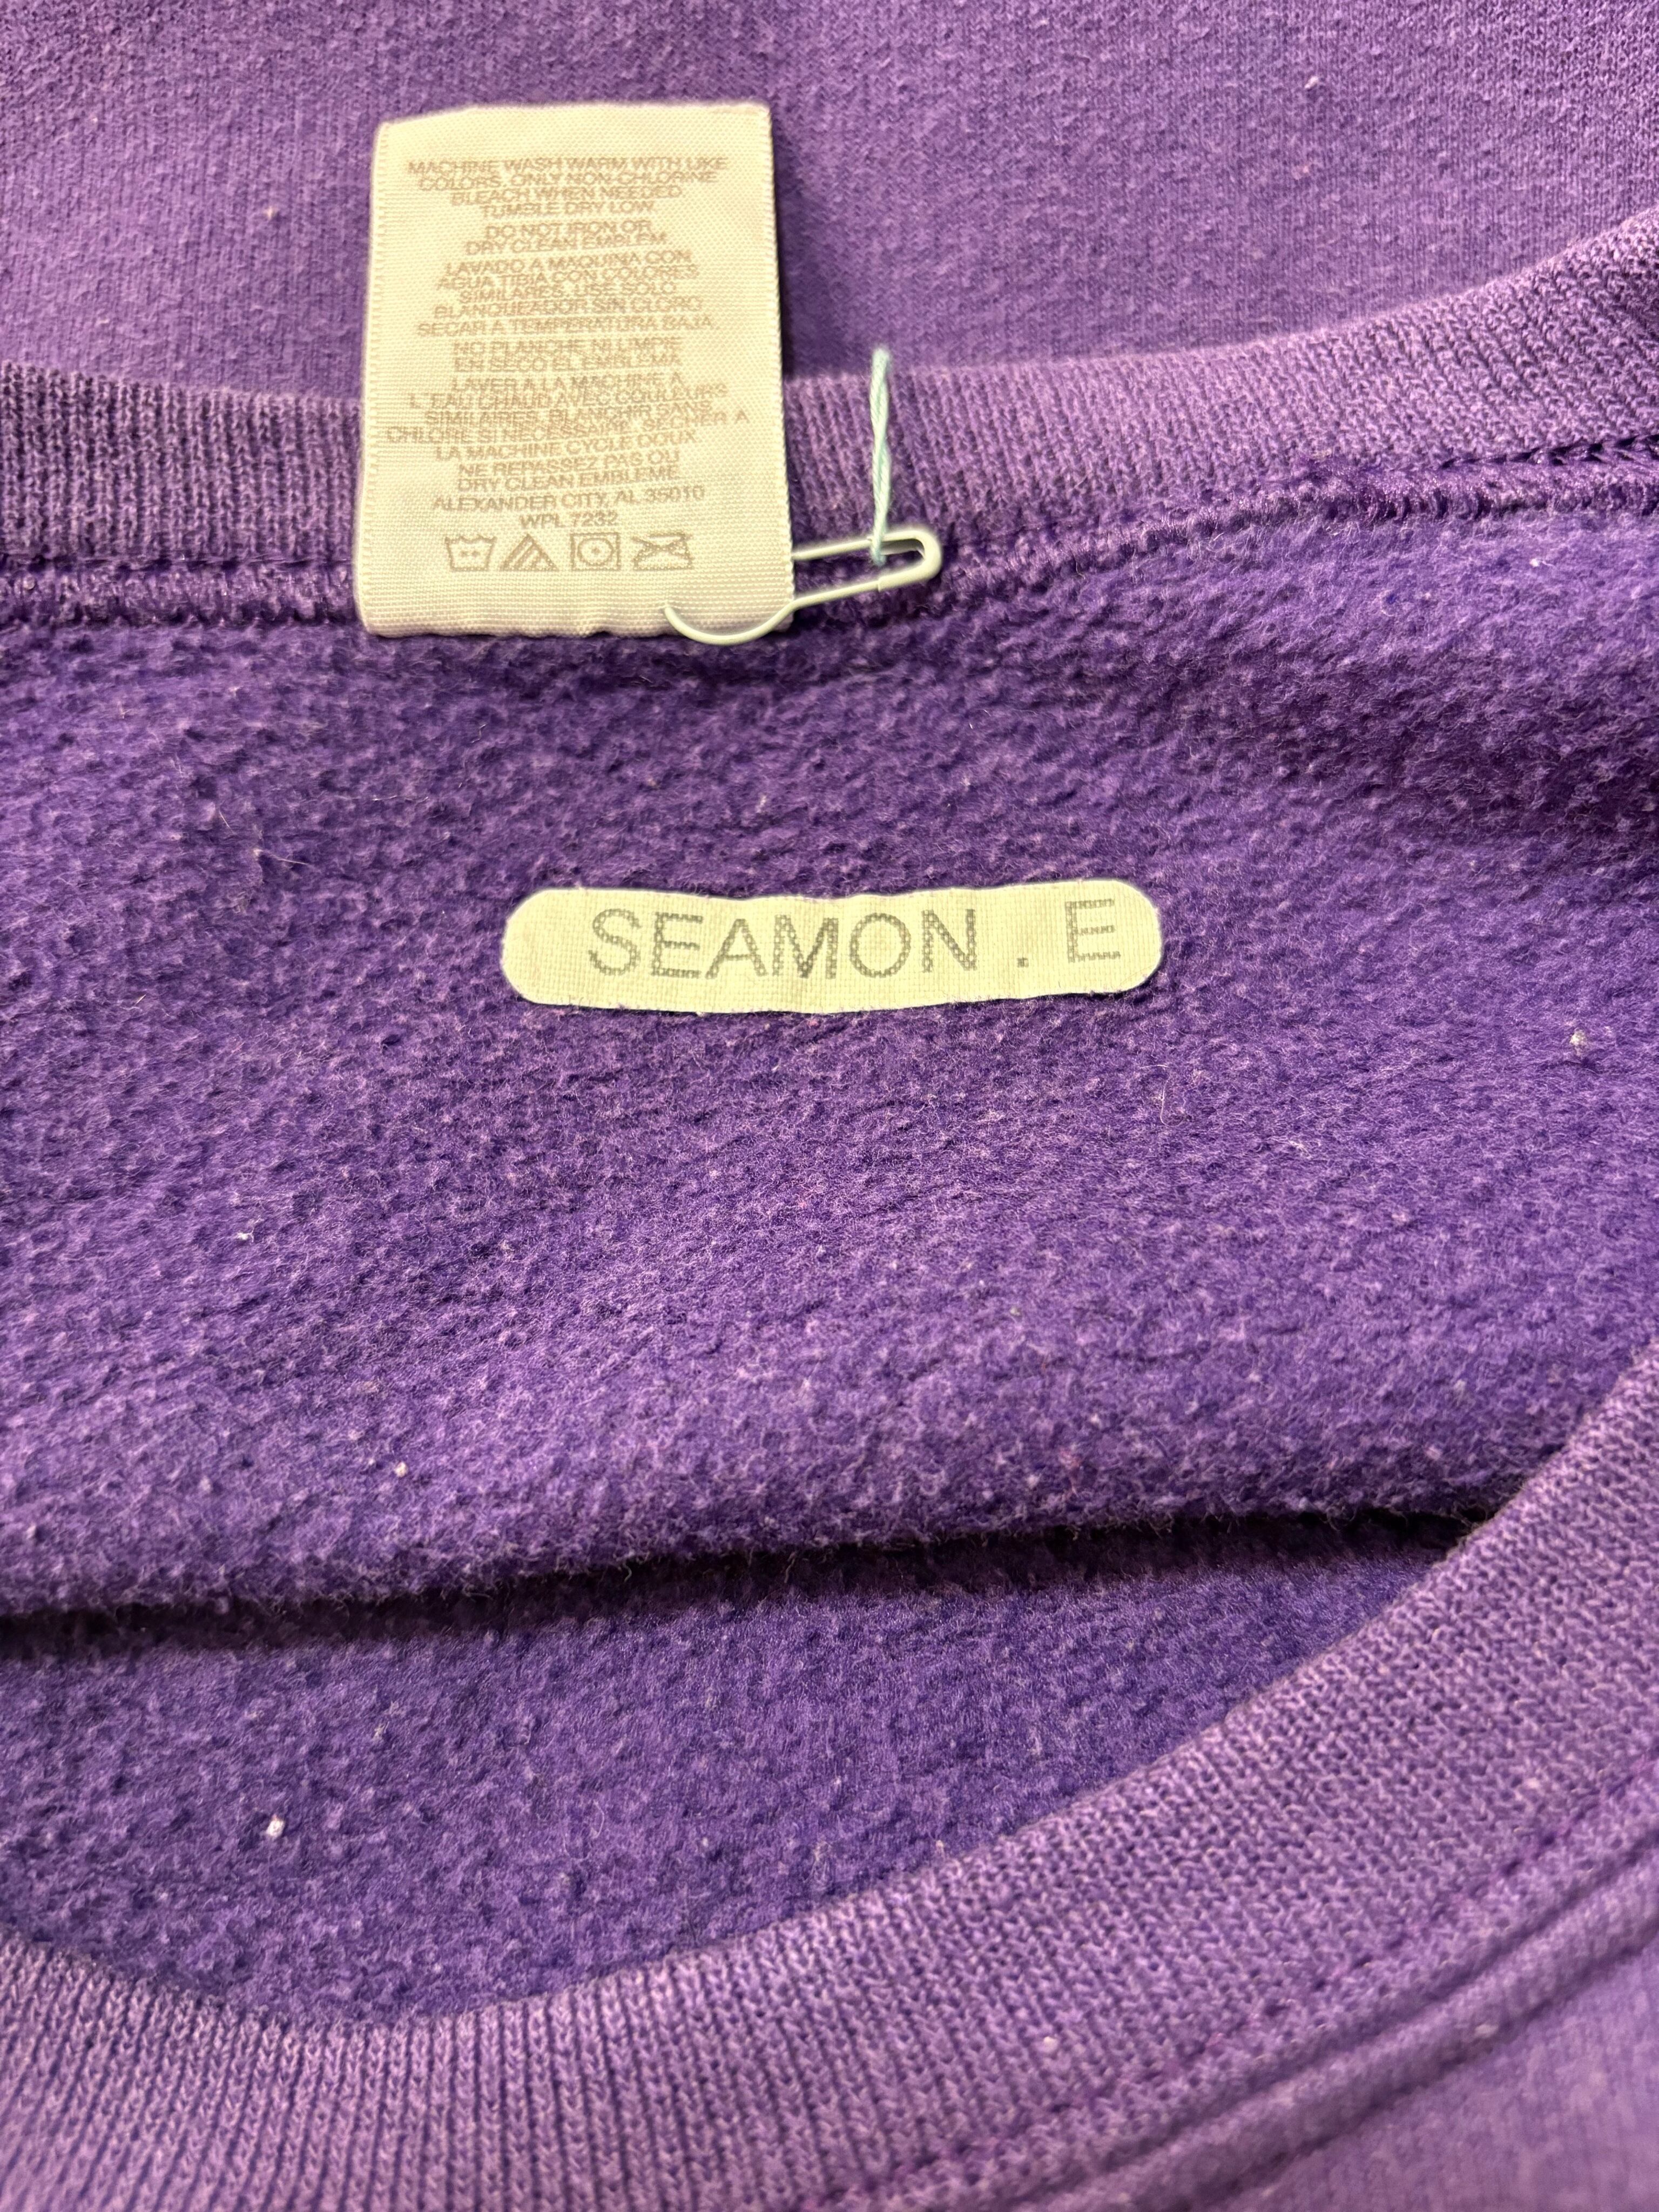 MACHINE WASH WARM WITH LIKE
COLORS, ONLY NON CHLORINE
BLEACH WHEN NEEDED
TUMBLE DRY LOW
DO NOT IRON OR
DRY CLEAN EMBLEM
LAVADO A MAQUINA CON
AGUA TIBIA CON COLORES
SIMILARES, USE SOLO
BLANQUEADOR SIN CLORO,
SECAR A TEMPERATURA BAJA,
NO PLANCHE NI LIMPIE
EN SECO EL EMBLEMA
LAVER A LA MACHINE A
L'EAU CHAUD AVEC COULEURS
SIMILAIRES, BLANCHIR SANS
CHLORE SI NECESSAIRE, SECHER A
LA MACHINE CYCLE DOUX,
NE REPASSEZ PAS OU
DRY CLEAN EMBLEME
ALEXANDER CITY, AL 35010
WPL 7232
SEAMON . E